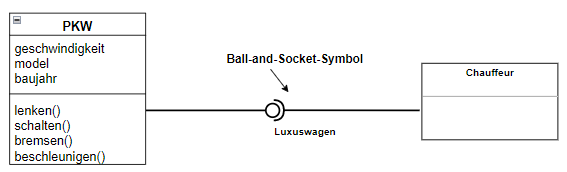 PKW
geschwindigkeit
model
baujahr
lenken()
schalten()
bremsen()
beschleunigen()
Ball-and-Socket-Symbol
Luxuswagen
Chauffeur